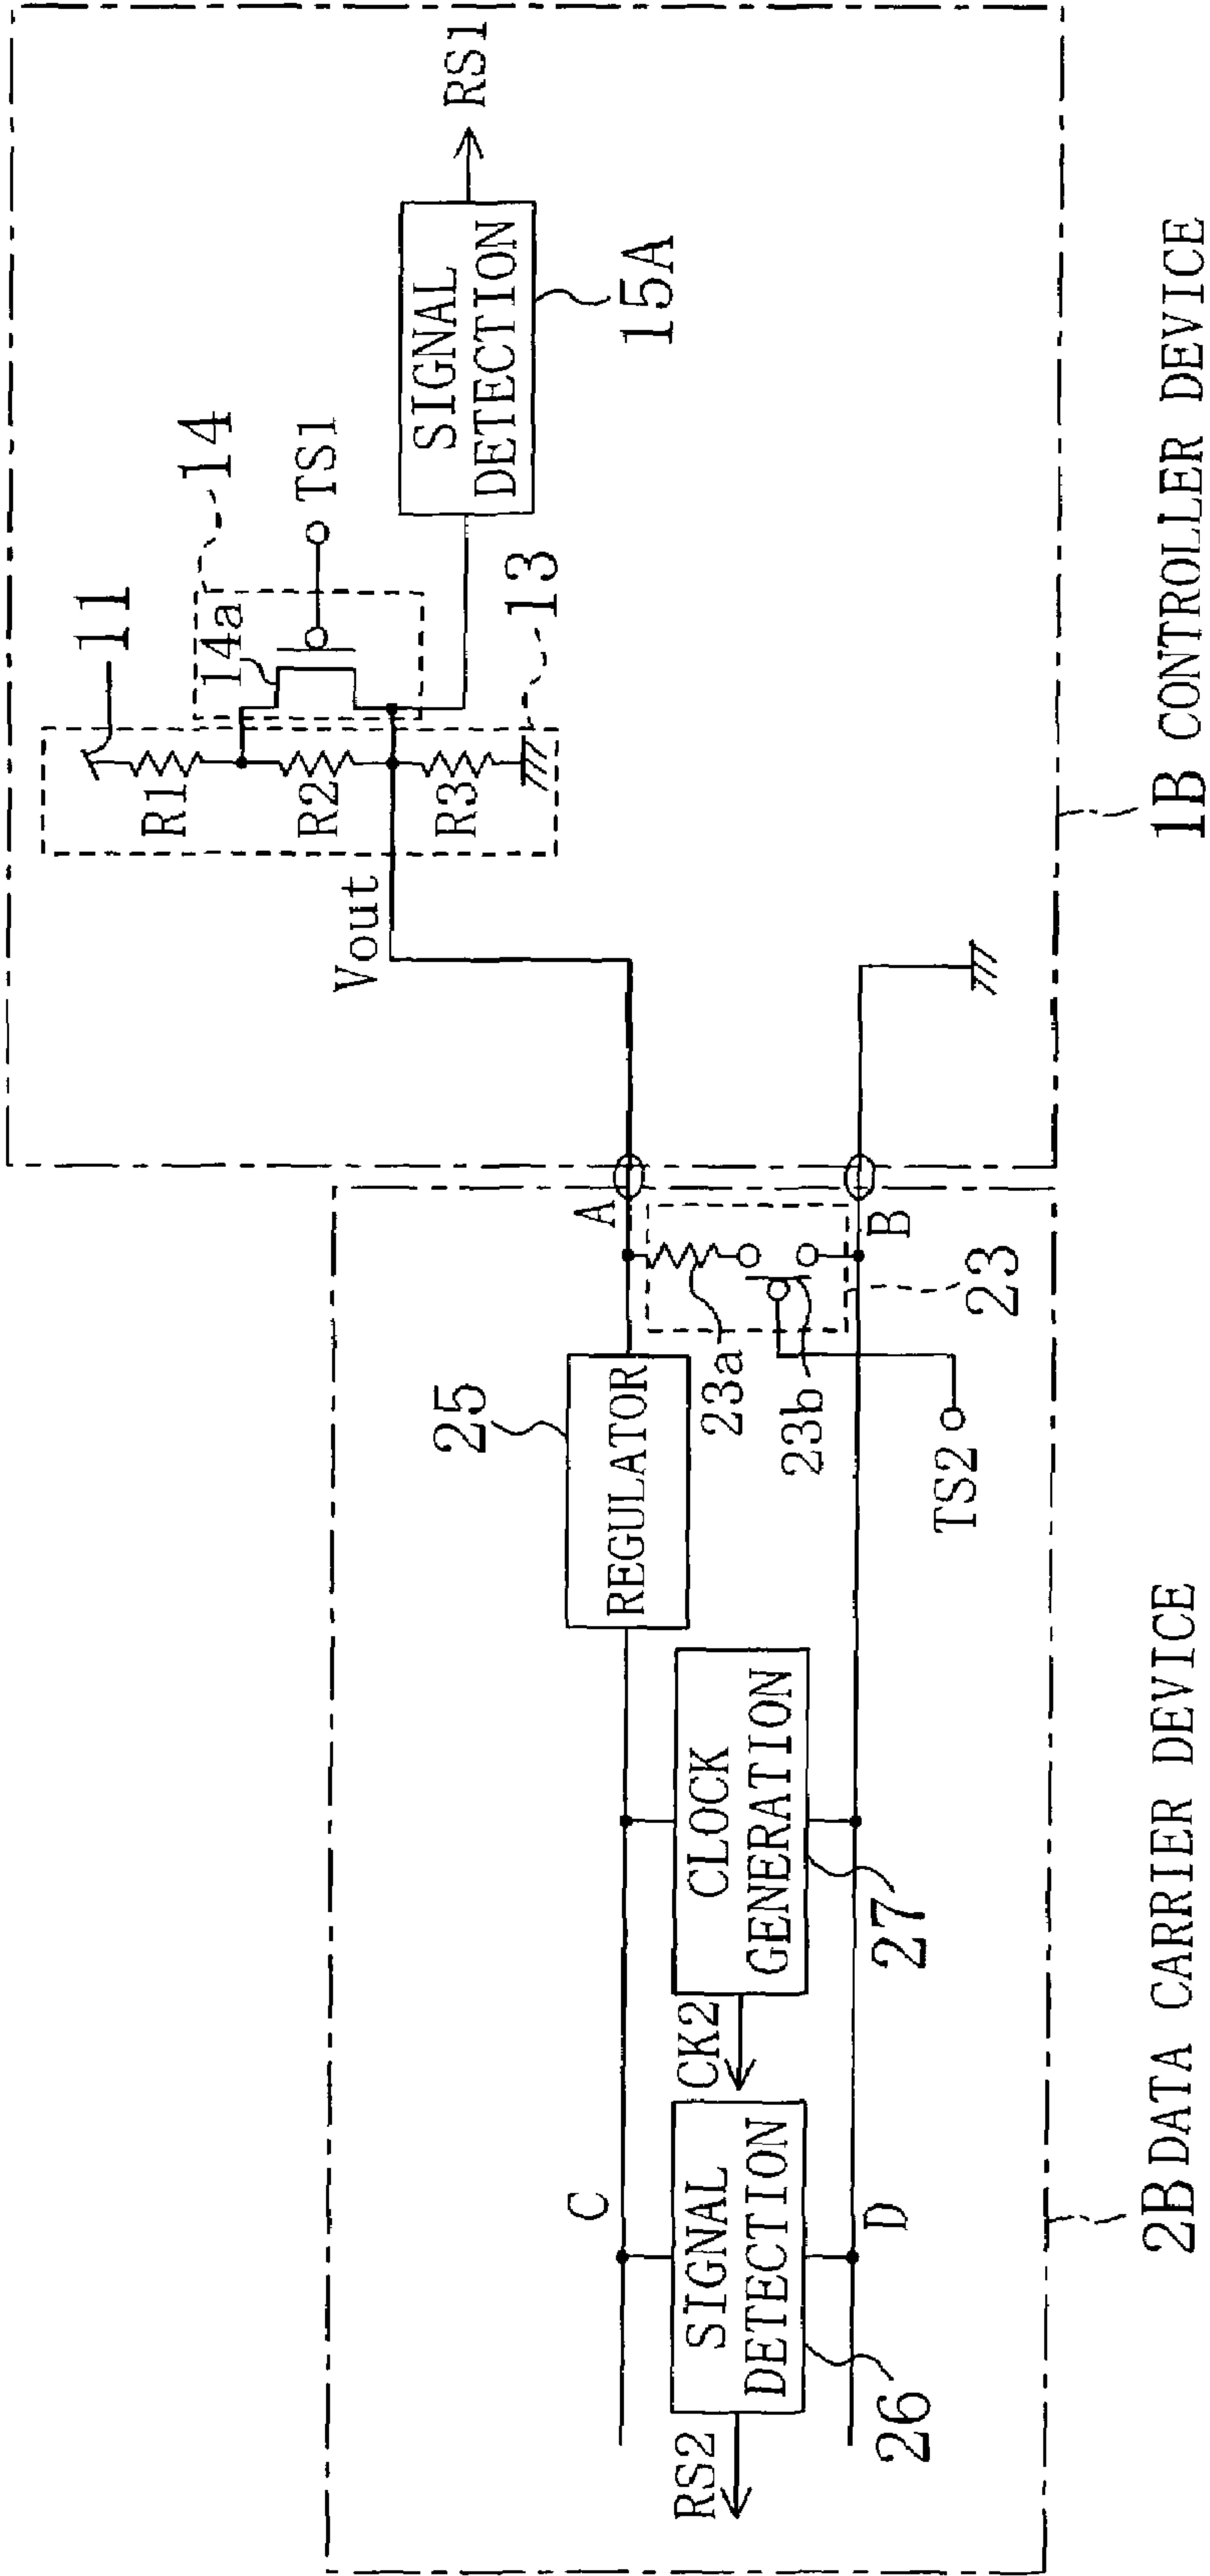 11
14
14a
TS1
R1
R2
R3
13
Vout
SIGNAL
DETECTION
RS1
15A
1B CONTROLLER DEVICE
A
B
25
REGULATOR
23a
23b
23
TS2
CLOCK
GENERATION
CK2
27
C
D
SIGNAL
DETECTION
RS2
26
2B DATA CARRIER DEVICE